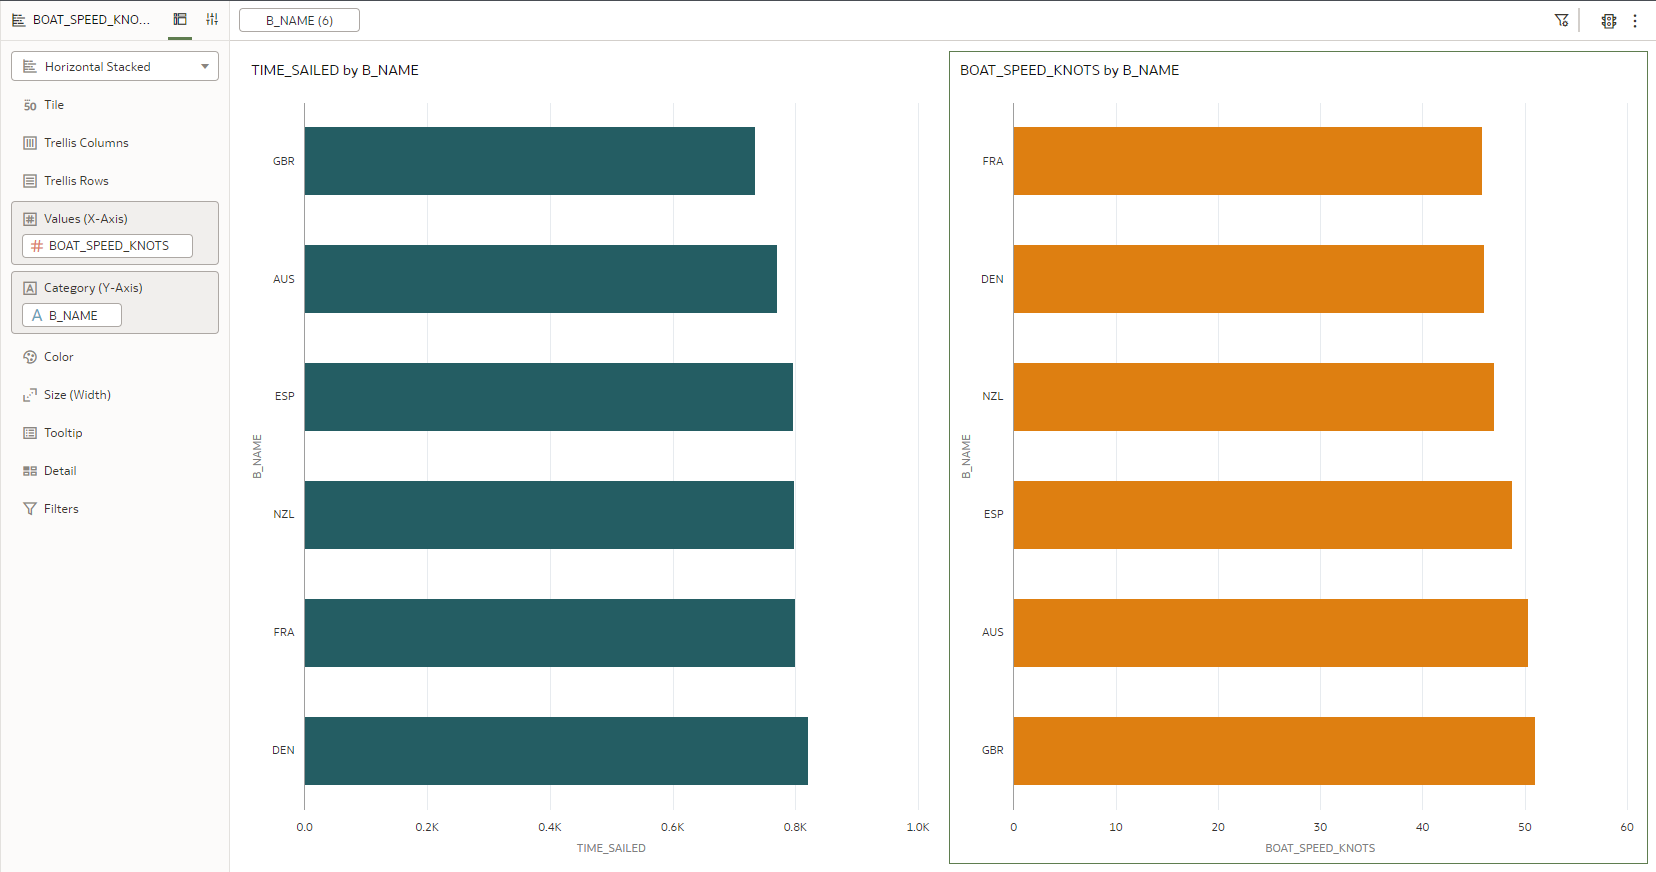 BOAT_SPEED_KNO...
B_NAME (6)
Horizontal Stacked
50 Tile
Trellis Columns
Trellis Rows
# Values (X-Axis)
# BOAT_SPEED_KNOTS
A Category (Y-Axis)
A B_NAME
Color
Size (Width)
Tooltip
Detail
Filters
TIME_SAILED by B_NAME
B_NAME
GBR
AUS
ESP
NZL
FRA
DEN
0.0 0.2K 0.4K 0.6K 0.8K 1.0K
TIME_SAILED
BOAT_SPEED_KNOTS by B_NAME
B_NAME
FRA
DEN
NZL
ESP
AUS
GBR
0 10 20 30 40 50 60
BOAT_SPEED_KNOTS